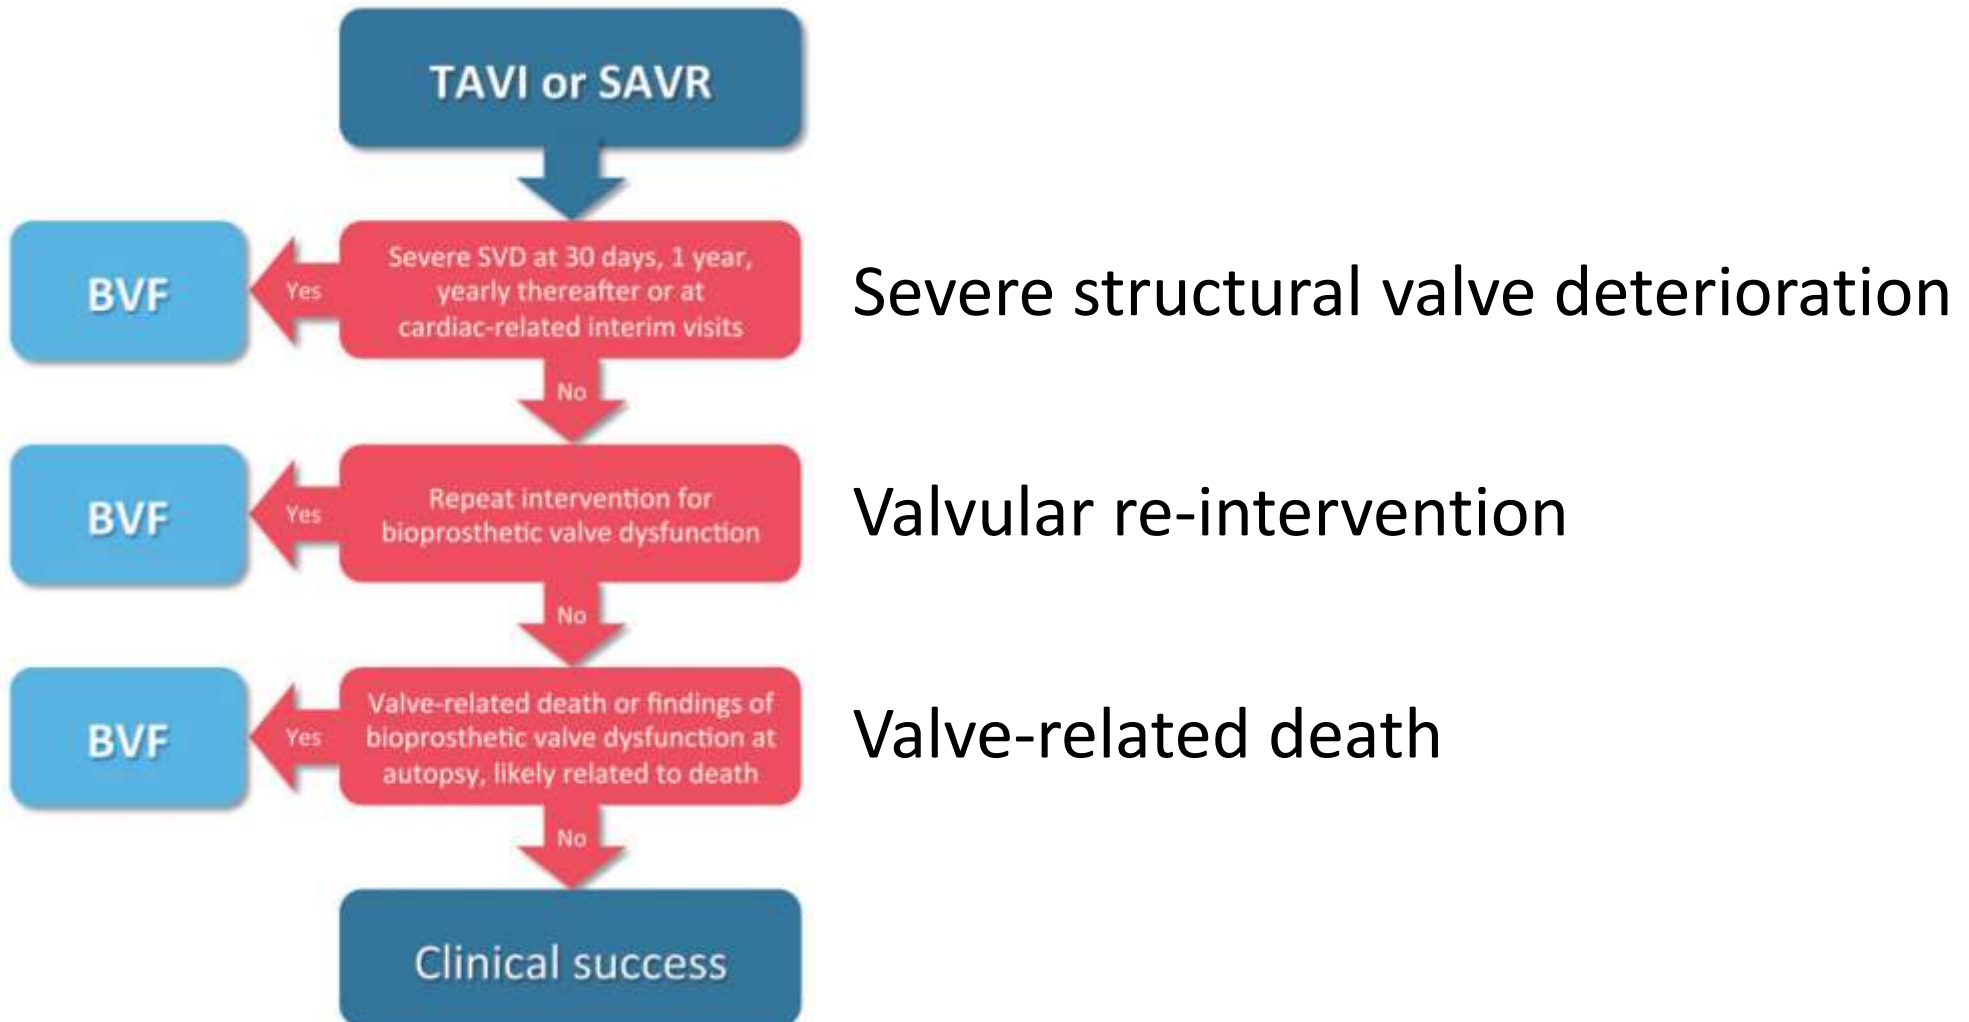 TAVI or SAVR
BVF
Yes
Severe SVD at 30 days, 1 year,
yearly thereafter or at
cardiac-related interim visits
Severe structural valve deterioration
No
BVF
Yes
Repeat intervention for
bioprosthetic valve dysfunction
Valvular re-intervention
No
BVF
Yes
Valve-related death or findings of
bioprosthetic valve dysfunction at
autopsy, likely related to death
Valve-related death
No
Clinical success